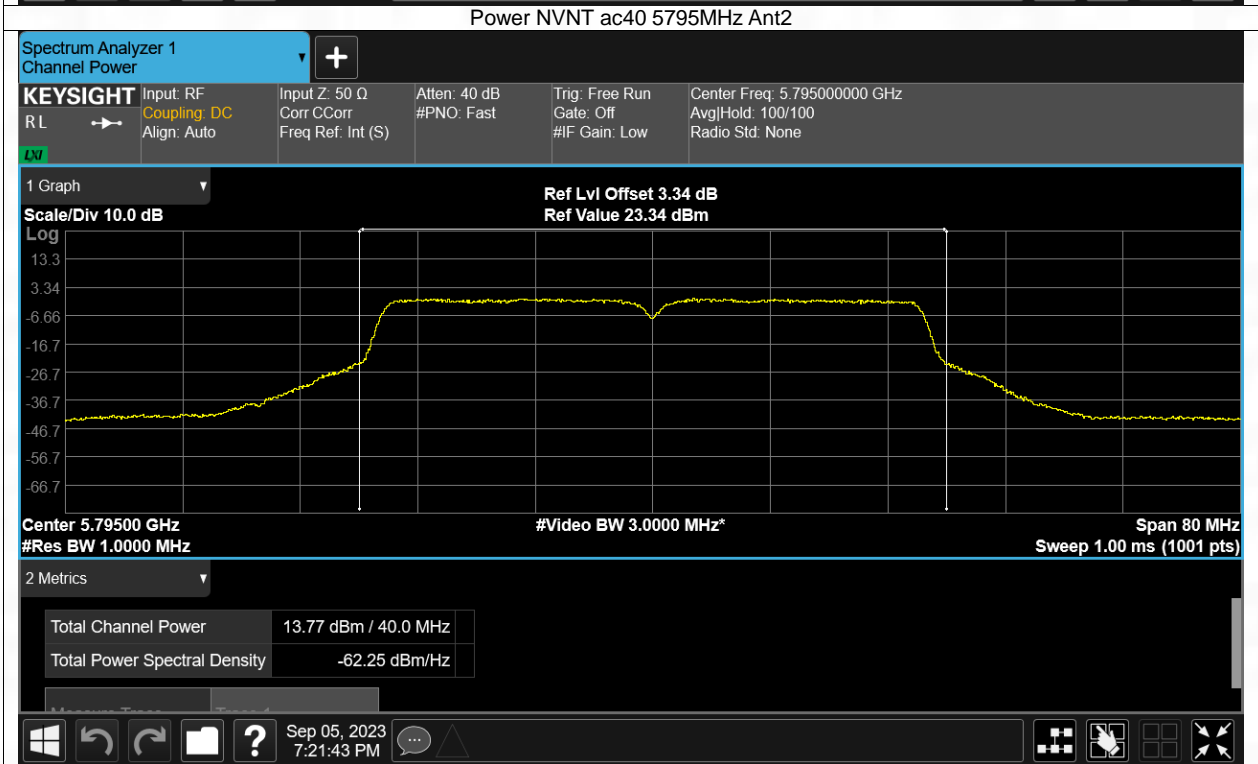 Power NVNT ac40 5795MHz Ant2
Spectrum Analyzer 1
Channel Power
+
KEYSIGHT Input: RF Input Z: 50 Ω Atten: 40 dB Trig: Free Run Center Freq: 5.795000000 GHz
RL Coupling: DC Corr CCorr #PNO: Fast Gate: Off Avg|Hold: 100/100
Align: Auto Freq Ref: Int (S) #IF Gain: Low Radio Std: None
LXI
1 Graph
Ref Lvl Offset 3.34 dB
Scale/Div 10.0 dB Ref Value 23.34 dBm
Log
13.3
3.34
-6.66
-16.7
-26.7
-36.7
-46.7
-56.7
-66.7
Center 5.79500 GHz #Video BW 3.0000 MHz* Span 80 MHz
#Res BW 1.0000 MHz Sweep 1.00 ms (1001 pts)
2 Metrics
Total Channel Power 13.77 dBm / 40.0 MHz
Total Power Spectral Density -62.25 dBm/Hz
? Sep 05, 2023
7:21:43 PM